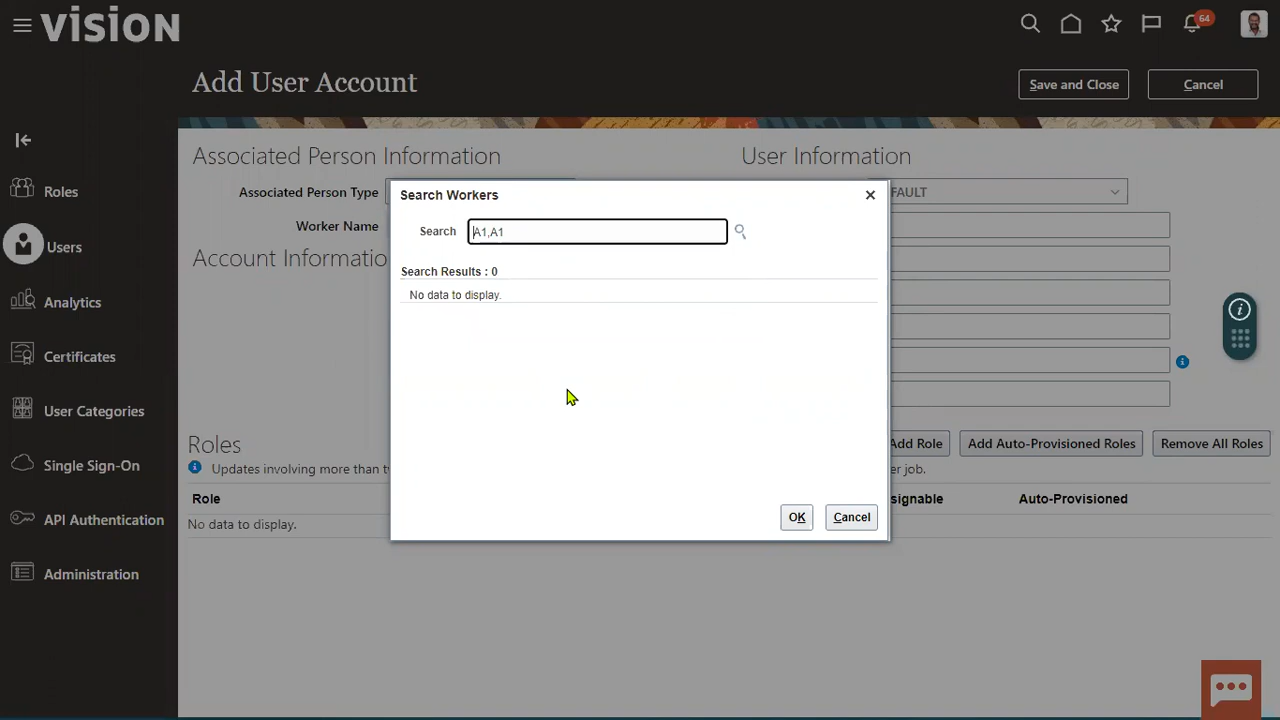 vision
64
Add User Account
Save and Close
Cancel
Associated Person Information
User Information
Associated Person Type
FAULT
Worker Name
Account Informatio
Search Workers
Search
A1,A1
Search Results : 0
No data to display.
OK
Cancel
Roles
Users
Analytics
Certificates
User Categories
Single Sign-On
API Authentication
Administration
Roles
Add Role
Add Auto-Provisioned Roles
Remove All Roles
Updates involving more than t
er job.
Role
signable
Auto-Provisioned
No data to display.